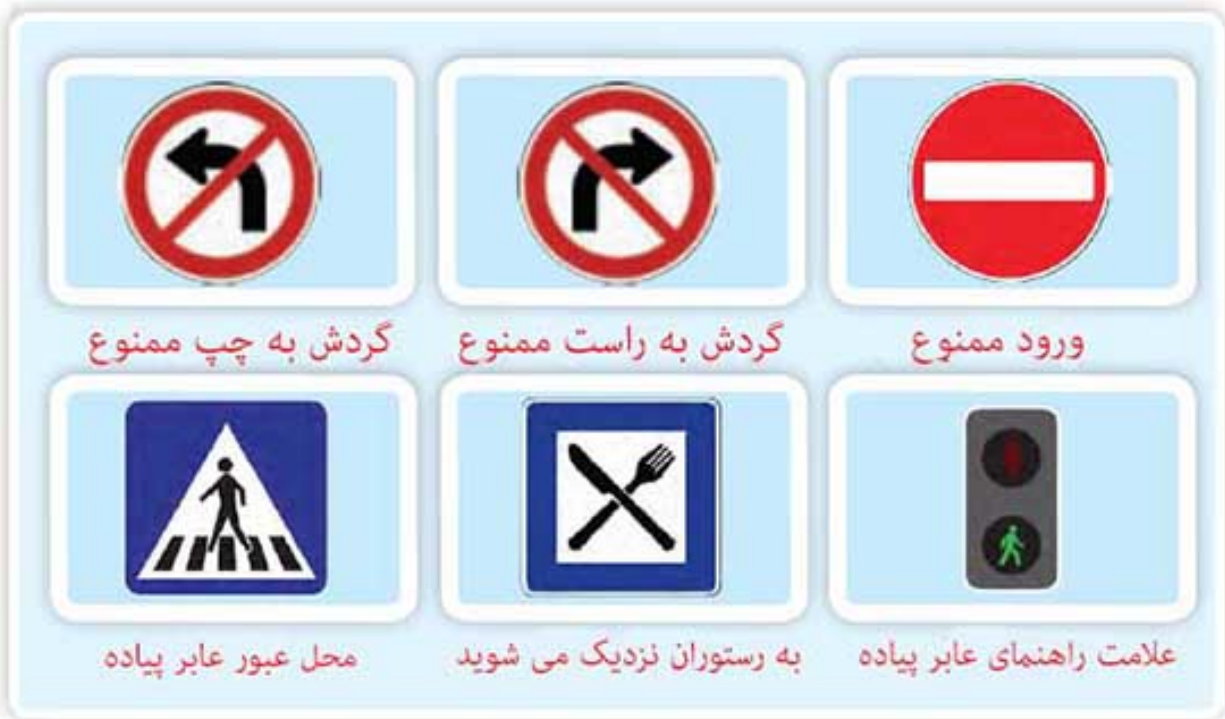 ورود ممنوع
گردش به راست ممنوع
گردش به چپ ممنوع
علامت راهنمای عابر پیاده
به رستوران نزدیک می شوید
محل عبور عابر پیاده